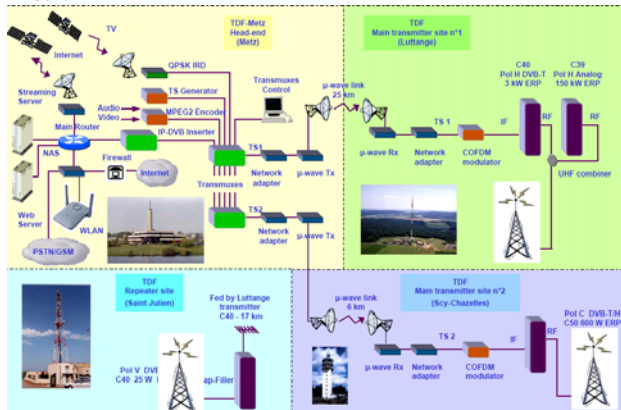 TDF-Metz
Head-end
(Metz)
TV
Internet
QPSK IRD
TS Generator
MPEG2 Encoder
IP-DVB Inserter
Audio
Video
Streaming
Server
Main Router
NAS
Firewall
Internet
Web
Server
WLAN
PSTN/GSM
Transmuxes
Control
TS1
Transmuxes
TS2
Network
adapter
µ-wave Tx
Network
adapter
µ-wave Tx
TDF
Main transmitter site n°1
(Luttange)
µ-wave link
25 km
µ-wave Rx
TS 1
Network
adapter
IF
COFDM
modulator
C40
Pol H DVB-T
3 kW ERP
C39
Pol H Analog
150 kW ERP
RF
RF
UHF combiner
TDF
Repeater site
(Saint Julien)
Fed by Luttange
transmitter
C40 - 17 km
Pol V
C40 25 W
ap-Filler
TDF
Main transmitter site n°2
(Scy-Chazelles)
µ-wave link
6 km
µ-wave Rx
TS 2
Network
adapter
IF
COFDM
modulator
RF
Pol C DVB-T/H
C50 600 W ERP